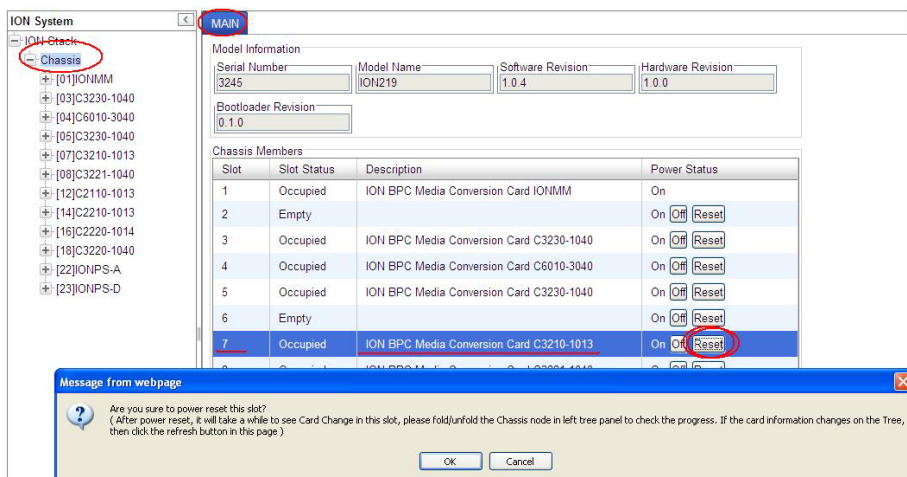 ION System
<
MAIN
ION Stack
Chassis
[01]IONMM
[03]C3230-1040
[04]C6010-3040
[05]C3230-1040
[07]C3210-1013
[08]C3221-1040
[12]C2110-1013
[14]C2210-1013
[16]C2220-1014
[18]C3220-1040
[22]IONPS-A
[23]IONPS-D
Model Information
Serial Number Model Name Software Revision Hardware Revision
3245 ION219 1.0.4 1.0.0
Bootloader Revision
0.1.0
Chassis Members
Slot Slot Status Description Power Status
1 Occupied ION BPC Media Conversion Card IONMM On
2 Empty On Off Reset
3 Occupied ION BPC Media Conversion Card C3230-1040 On Off Reset
4 Occupied ION BPC Media Conversion Card C6010-3040 On Off Reset
5 Occupied ION BPC Media Conversion Card C3230-1040 On Off Reset
6 Empty On Off Reset
7 Occupied ION BPC Media Conversion Card C3210-1013 On Off Reset
Message from webpage
Are you sure to power reset this slot?
( After power reset, it will take a while to see Card Change in this slot, please fold/unfold the Chassis node in left tree panel to check the progress. If the card information changes on the Tree,
then click the refresh button in this page )
OK Cancel